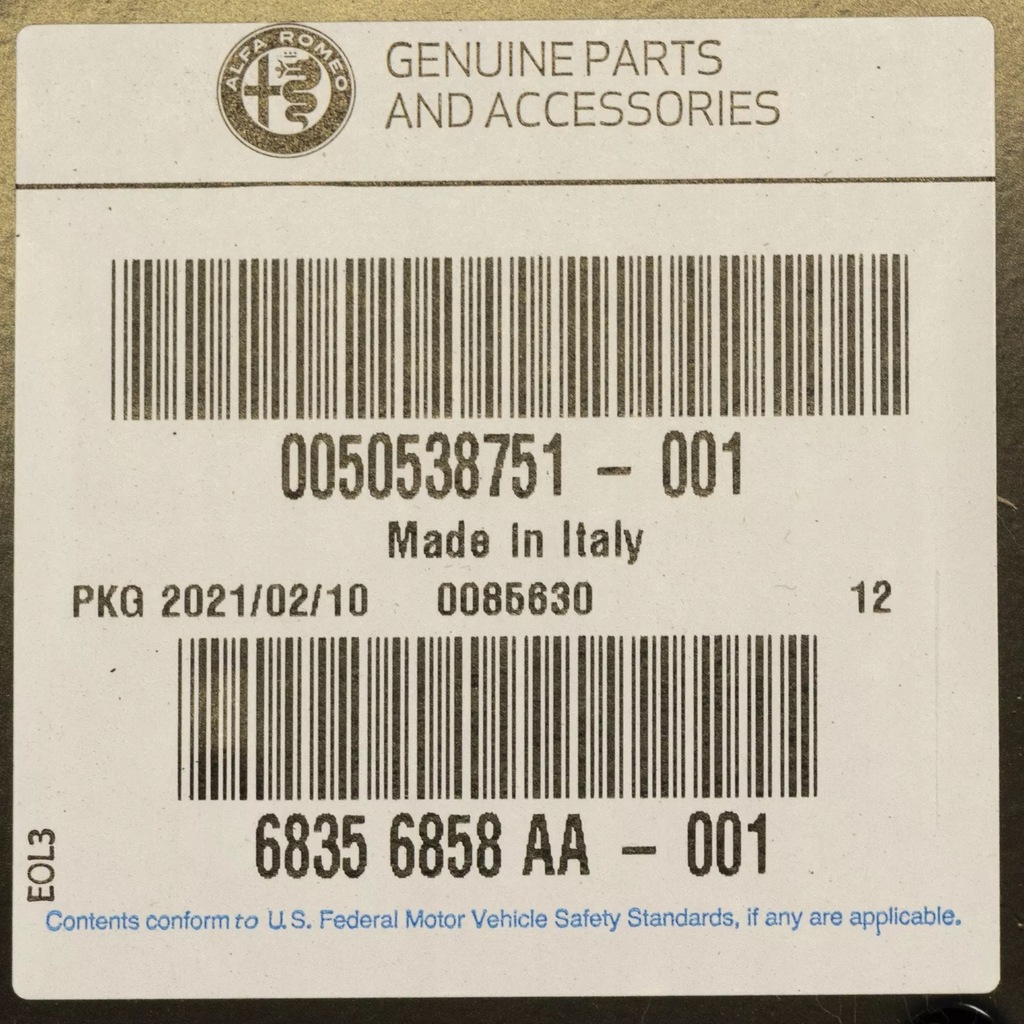 ALFA ROMEO
GENUINE PARTS
AND ACCESSORIES
0050538751 - 001
Made In Italy
PKG 2021/02/10 0085630 12
6835 6858 AA - 001
EOL3
Contents conform to U.S. Federal Motor Vehicle Safety Standards, if any are applicable.